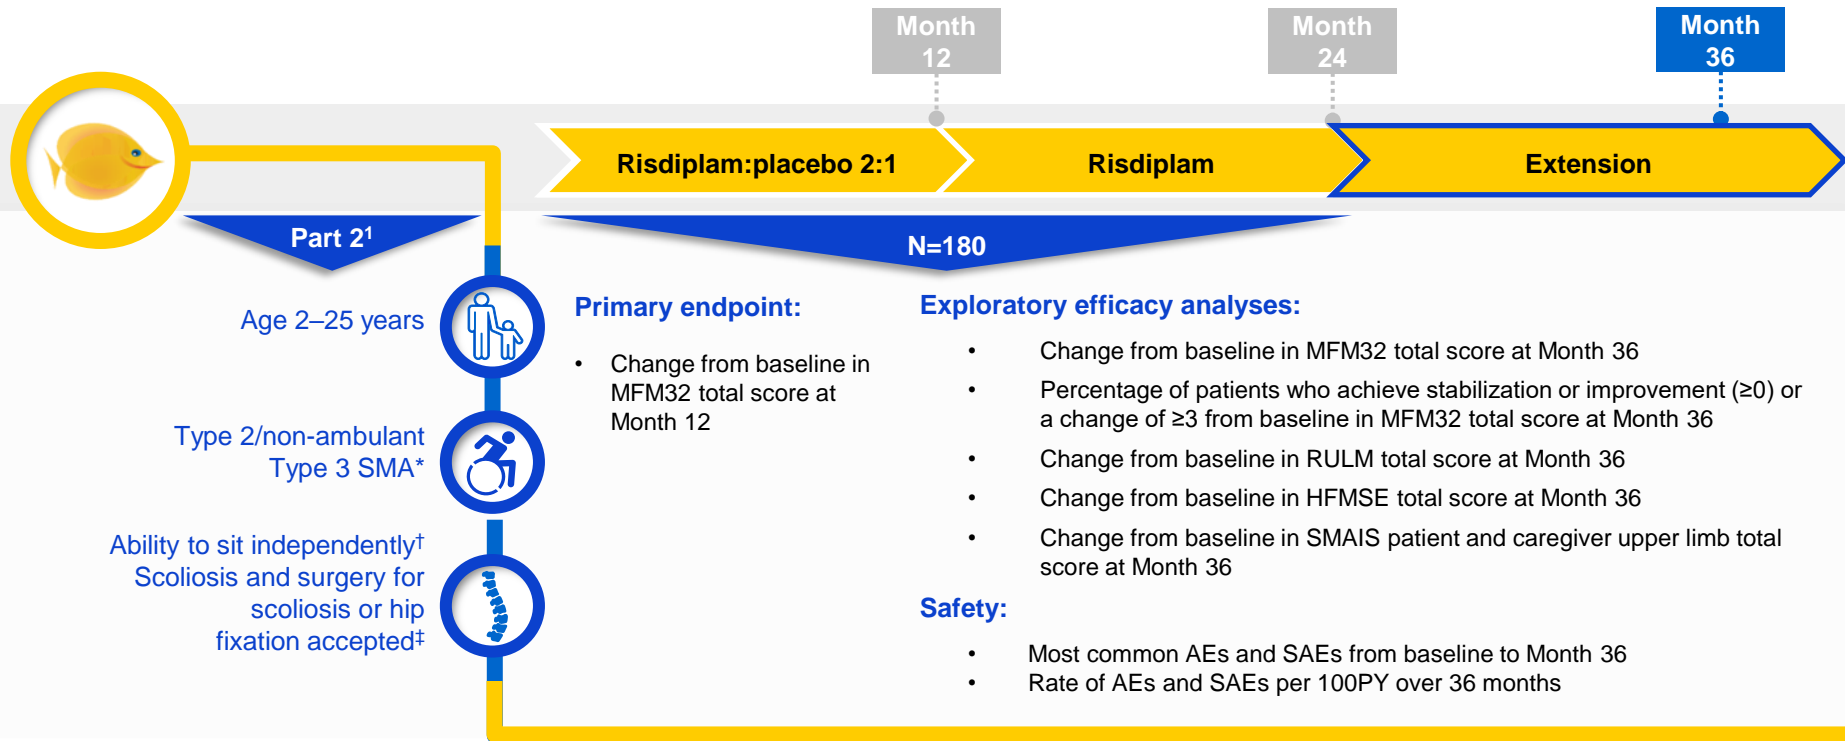 Month
12
Month
24
Month
36
Risdiplam:placebo 2:1
Risdiplam
Extension
Part 2¹
N=180
Age 2–25 years
Type 2/non-ambulant
Type 3 SMA*
Ability to sit independently†
Scoliosis and surgery for
scoliosis or hip
fixation accepted‡
Primary endpoint:
• Change from baseline in
MFM32 total score at
Month 12
Exploratory efficacy analyses:
• Change from baseline in MFM32 total score at Month 36
• Percentage of patients who achieve stabilization or improvement (≥0) or
a change of ≥3 from baseline in MFM32 total score at Month 36
• Change from baseline in RULM total score at Month 36
• Change from baseline in HFMSE total score at Month 36
• Change from baseline in SMAIS patient and caregiver upper limb total
score at Month 36
Safety:
• Most common AEs and SAEs from baseline to Month 36
• Rate of AEs and SAEs per 100PY over 36 months